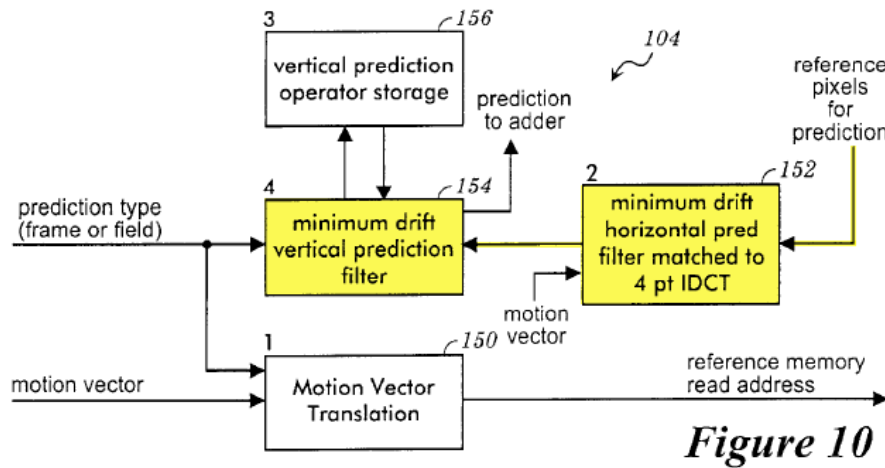 3
156
vertical prediction
operator storage
104
prediction
to adder
reference
pixels
for
prediction
4
154
2
152
prediction type
(frame or field)
minimum drift
vertical prediction
filter
minimum drift
horizontal pred
filter matched to
4 pt IDCT
motion
vector
1
150
motion vector
Motion Vector
Translation
reference memory
read address
Figure 10